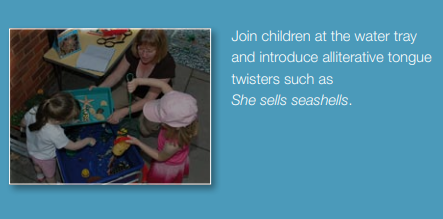 Join children at the water tray
and introduce alliterative tongue
twisters such as
She sells seashells.